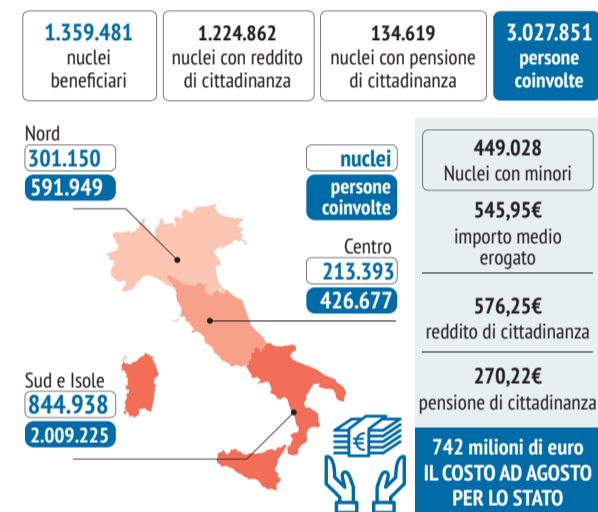 1.359.481
nuclei
beneficiari
1.224.862
nuclei con reddito
di cittadinanza
134.619
nuclei con pensione
di cittadinanza
3.027.851
persone
coinvolte
Nord
301.150
591.949
nuclei
persone
coinvolte
Centro
213.393
426.677
Sud e Isole
844.938
2.009.225
€
449.028
Nuclei con minori
545,95€
importo medio
erogato
576,25€
reddito di cittadinanza
270,22€
pensione di cittadinanza
742 milioni di euro
IL COSTO AD AGOSTO
PER LO STATO